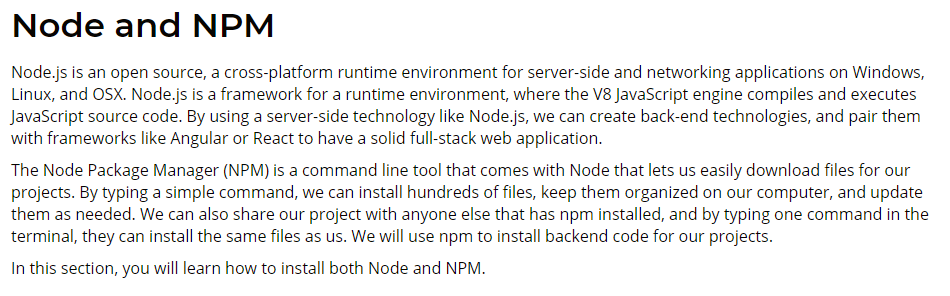 Node and NPM
Node.js is an open source, a cross-platform runtime environment for server-side and networking applications on Windows,
Linux, and OSX. Node.js is a framework for a runtime environment, where the V8 JavaScript engine compiles and executes
JavaScript source code. By using a server-side technology like Node.js, we can create back-end technologies, and pair them
with frameworks like Angular or React to have a solid full-stack web application.
The Node Package Manager (NPM) is a command line tool that comes with Node that lets us easily download files for our
projects. By typing a simple command, we can install hundreds of files, keep them organized on our computer, and update
them as needed. We can also share our project with anyone else that has npm installed, and by typing one command in the
terminal, they can install the same files as us. We will use npm to install backend code for our projects.
In this section, you will learn how to install both Node and NPM.